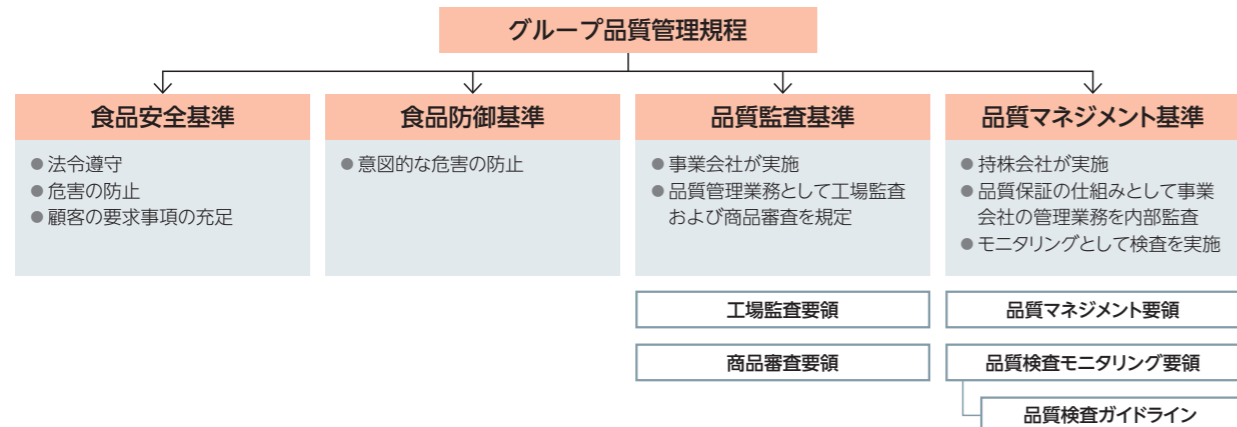 グループ品質管理規程
食品安全基準
● 法令遵守
● 危害の防止
● 顧客の要求事項の充足
食品防御基準
● 意図的な危害の防止
品質監査基準
● 事業会社が実施
● 品質管理業務として工場監査
および商品審査を規定
工場監査要領
商品審査要領
品質マネジメント基準
● 持株会社が実施
● 品質保証の仕組みとして事業
会社の管理業務を内部監査
● モニタリングとして検査を実施
品質マネジメント要領
品質検査モニタリング要領
品質検査ガイドライン